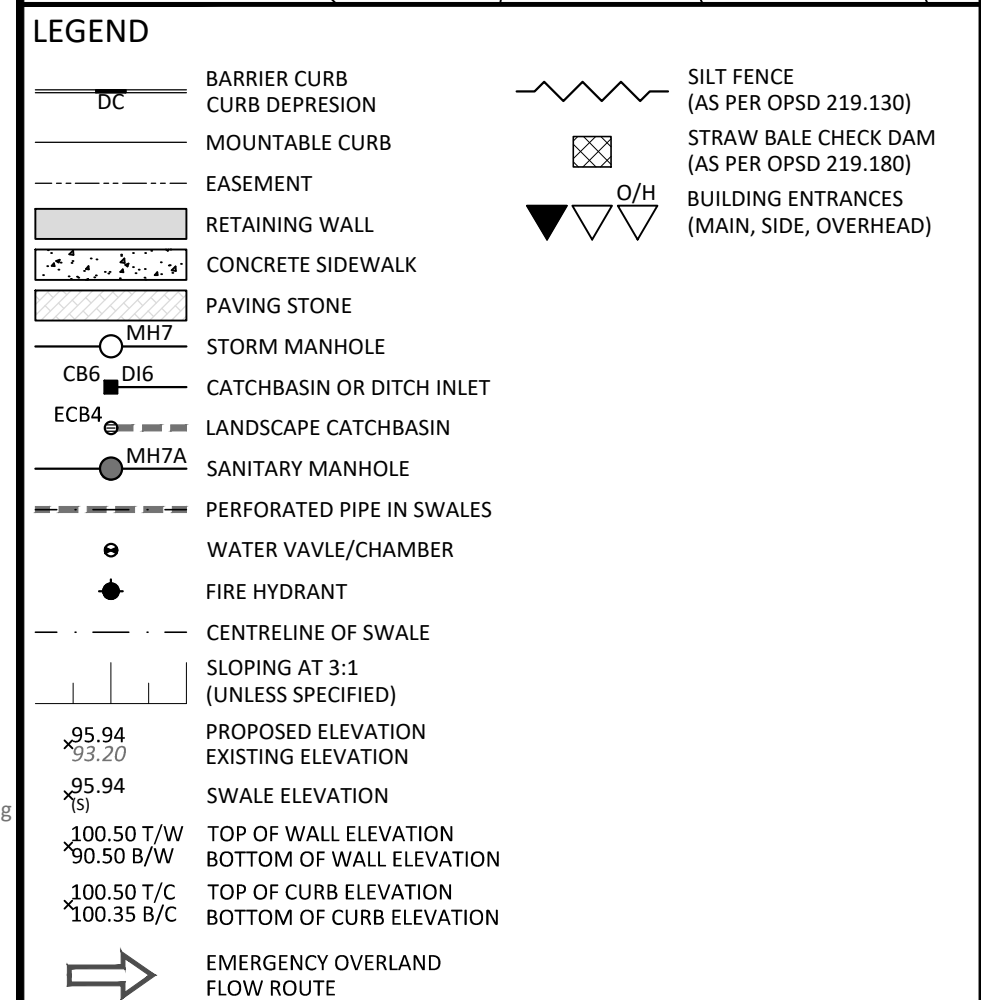 LEGEND
DC
BARRIER CURB
CURB DEPRESION
MOUNTABLE CURB
EASEMENT
RETAINING WALL
CONCRETE SIDEWALK
PAVING STONE
MH7
STORM MANHOLE
CB6 DI6
CATCHBASIN OR DITCH INLET
ECB4
LANDSCAPE CATCHBASIN
MH7A
SANITARY MANHOLE
PERFORATED PIPE IN SWALES
WATER VAVLE/CHAMBER
FIRE HYDRANT
CENTRELINE OF SWALE
SLOPING AT 3:1
(UNLESS SPECIFIED)
95.94 PROPOSED ELEVATION
93.20 EXISTING ELEVATION
95.94
(S)
SWALE ELEVATION
100.50 T/W TOP OF WALL ELEVATION
90.50 B/W BOTTOM OF WALL ELEVATION
100.50 T/C TOP OF CURB ELEVATION
100.35 B/C BOTTOM OF CURB ELEVATION
EMERGENCY OVERLAND
FLOW ROUTE
SILT FENCE
(AS PER OPSD 219.130)
STRAW BALE CHECK DAM
(AS PER OPSD 219.180)
O/H
BUILDING ENTRANCES
(MAIN, SIDE, OVERHEAD)
g